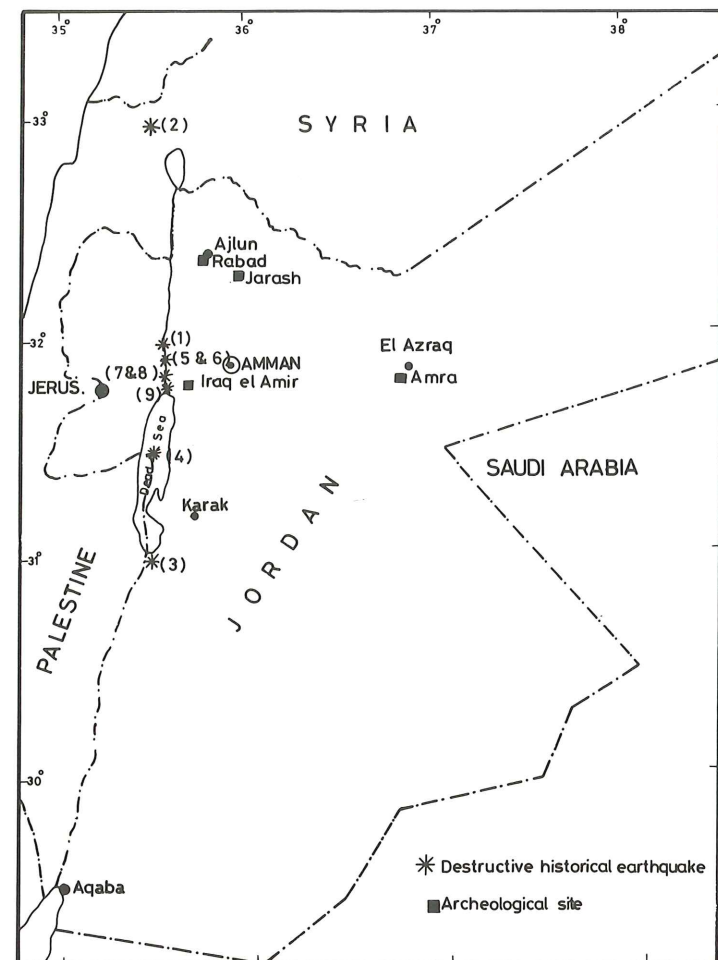 35° 36° 37° 38°
33°
(2)
SYRIA
Ajlun
Rabad
Jarash
32°
(1)
(5 & 6)
AMMAN
El Azraq
(7&8)
Iraq el Amir
Amra
JERUS.
(9)
Dead Sea
(4)
SAUDI ARABIA
Karak
JORDAN
31°
(3)
PALESTINE
30°
Destructive historical earthquake
Aqaba
Archeological site